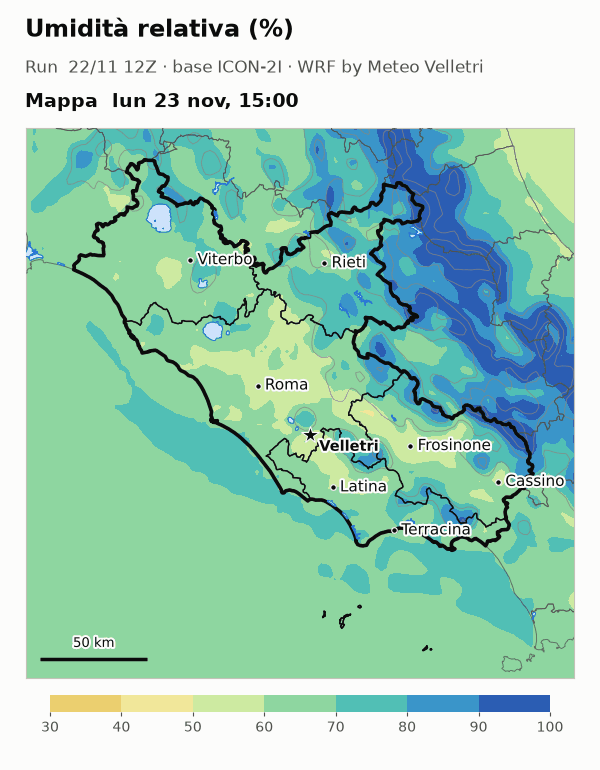 Umidità relativa (%)
Run  22/11 12Z · base ICON-2I · WRF by Meteo Velletri
Mappa  lun 23 nov, 15:00
Viterbo
Rieti
Roma
Velletri
Frosinone
Cassino
Latina
Terracina
50 km
30 40 50 60 70 80 90 100